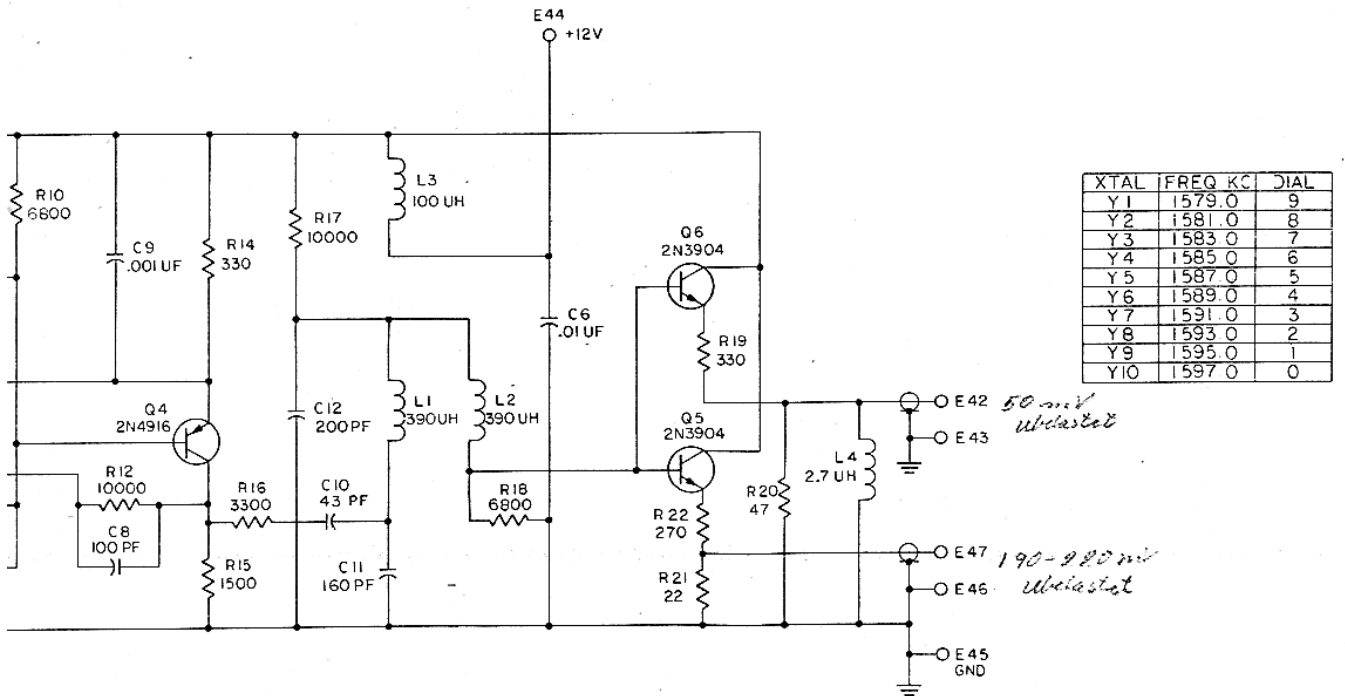 E44
+12V
R10
6800
C9
.001 UF
R14
330
R17
10000
L3
100 UH
Q6
2N3904
C6
.01 UF
R19
330
Q4
2N4916
C12
200 PF
L1
390UH
L2
390 UH
Q5
2N3904
R12
10000
C8
100 PF
R16
3300
C10
43 PF
R18
6800
R15
1500
C11
160 PF
R22
270
R21
22
R20
47
L4
2.7 UH
E42 50 mV
Ubelastet
E43
E47 190-220 mV
Ubelastet
E46
E45
GND
XTAL FREQ KC DIAL
Y1 1579.0 9
Y2 1581.0 8
Y3 1583.0 7
Y4 1585.0 6
Y5 1587.0 5
Y6 1589.0 4
Y7 1591.0 3
Y8 1593.0 2
Y9 1595.0 1
Y10 1597.0 0